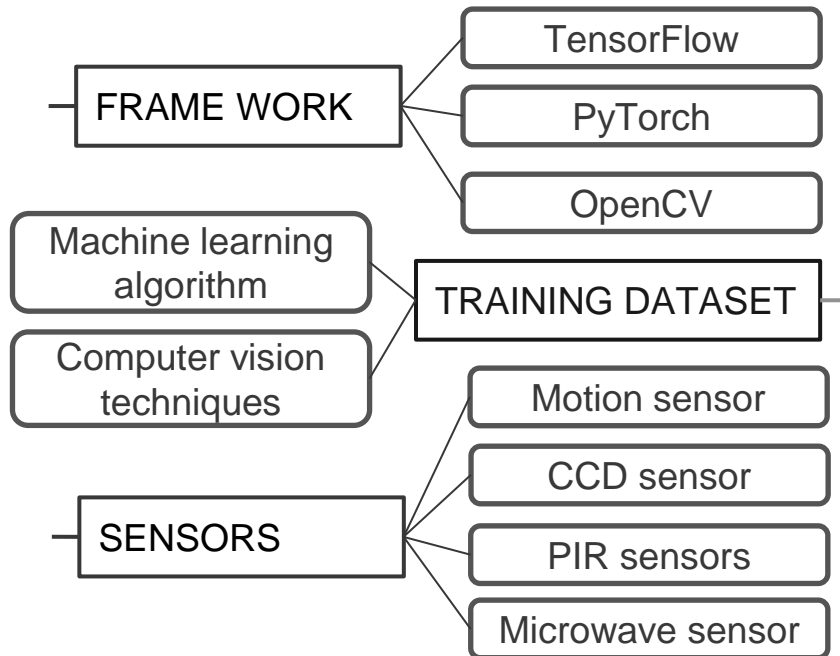 FRAME WORK
TensorFlow
PyTorch
OpenCV
Machine learning
algorithm
Computer vision
techniques
TRAINING DATASET
SENSORS
Motion sensor
CCD sensor
PIR sensors
Microwave sensor